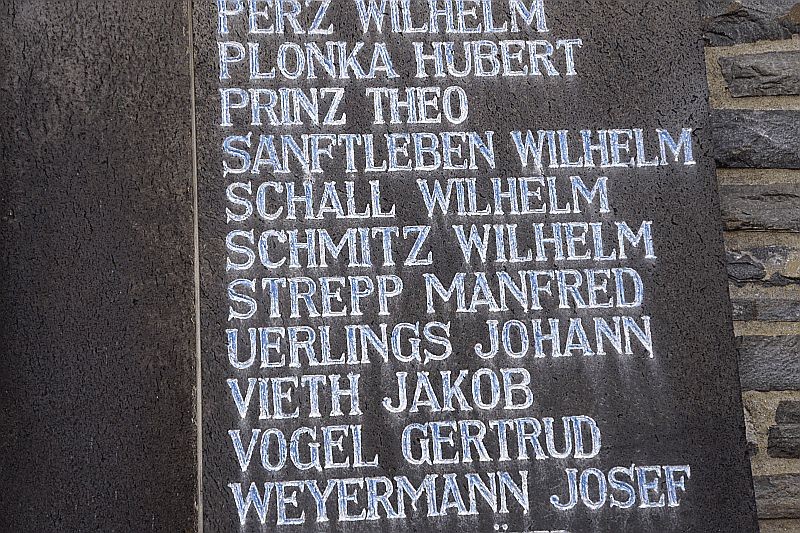 PERZ WILHELM
PLONKA HUBERT
PRINZ THEO
SANFTLEBEN WILHELM
SCHALL WILHELM
SCHMITZ WILHELM
STREPP MANFRED
UERLINGS JOHANN
VIETH JAKOB
VOGEL GERTRUD
WEYERMANN JOSEF